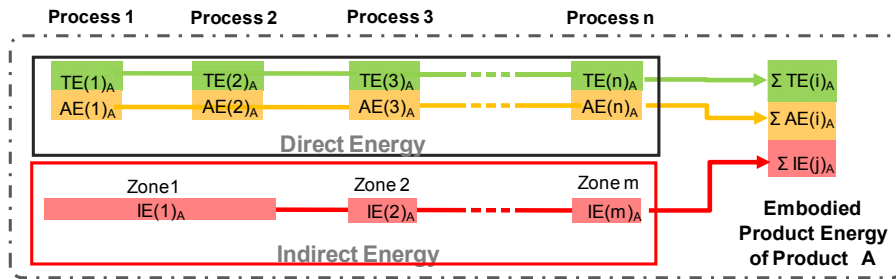 Process 1 Process 2 Process 3 Process n
TE(1)A TE(2)A TE(3)A TE(n)A Σ TE(i)A
AE(1)A AE(2)A AE(3)A AE(n)A Σ AE(i)A
Direct Energy
Σ IE(j)A
Zone1 Zone 2 Zone m
IE(1)A IE(2)A IE(m)A
Indirect Energy
Embodied
Product Energy
of Product A